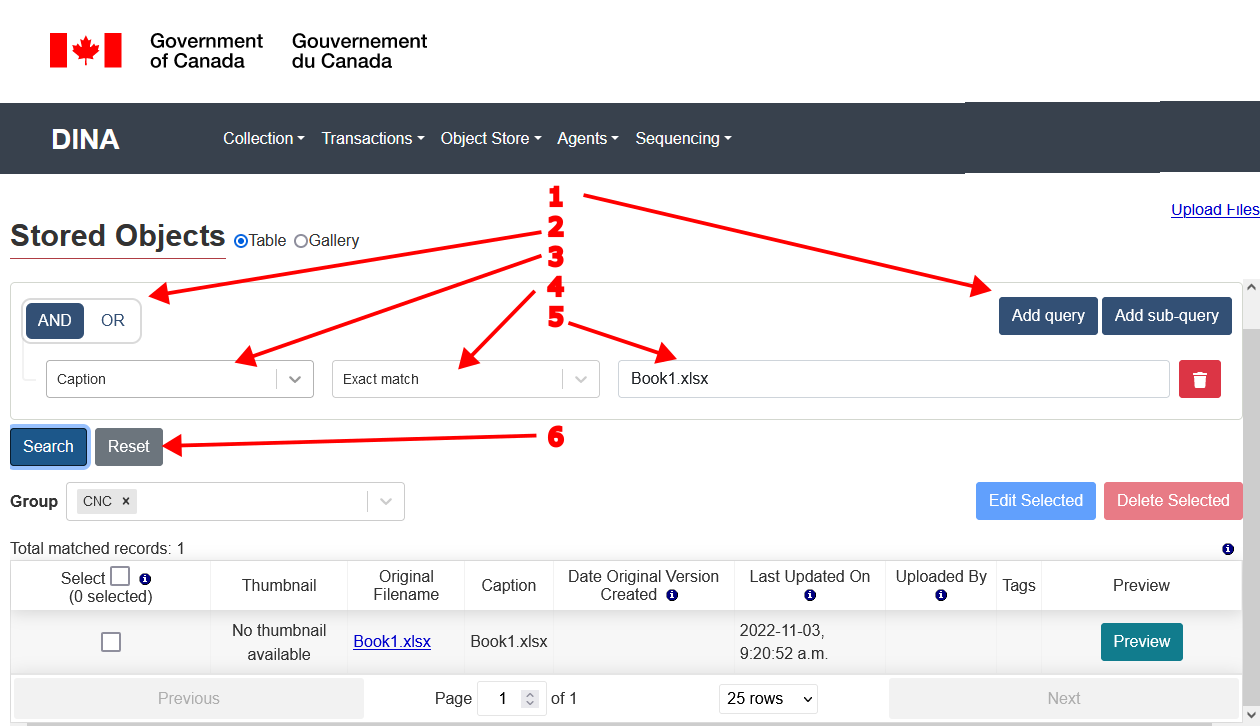 Government Gouvernement
of Canada du Canada
DINA Collection Transactions Object Store Agents Sequencing
1
Upload Files
2
Stored Objects Table Gallery
3
4
5
AND OR Add query Add sub-query
Caption Exact match Book1.xlsx
6
Search Reset
Group CNC × Edit Selected Delete Selected
Total matched records: 1
Select (0 selected) Thumbnail Original Filename Caption Date Original Version Created Last Updated On Uploaded By Tags Preview
No thumbnail available Book1.xlsx Book1.xlsx 2022-11-03, 9:20:52 a.m. Preview
Previous Page 1 of 1 25 rows Next